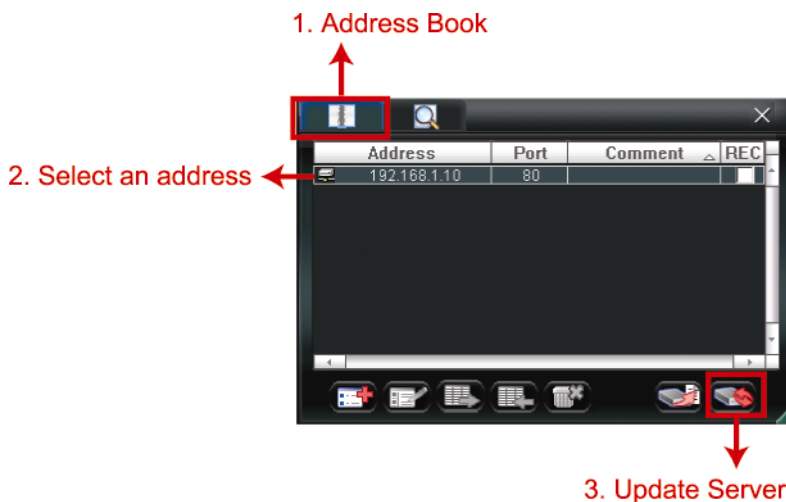 1. Address Book
Address Port Comment REC
2. Select an address
192.168.1.10 80
3. Update Server